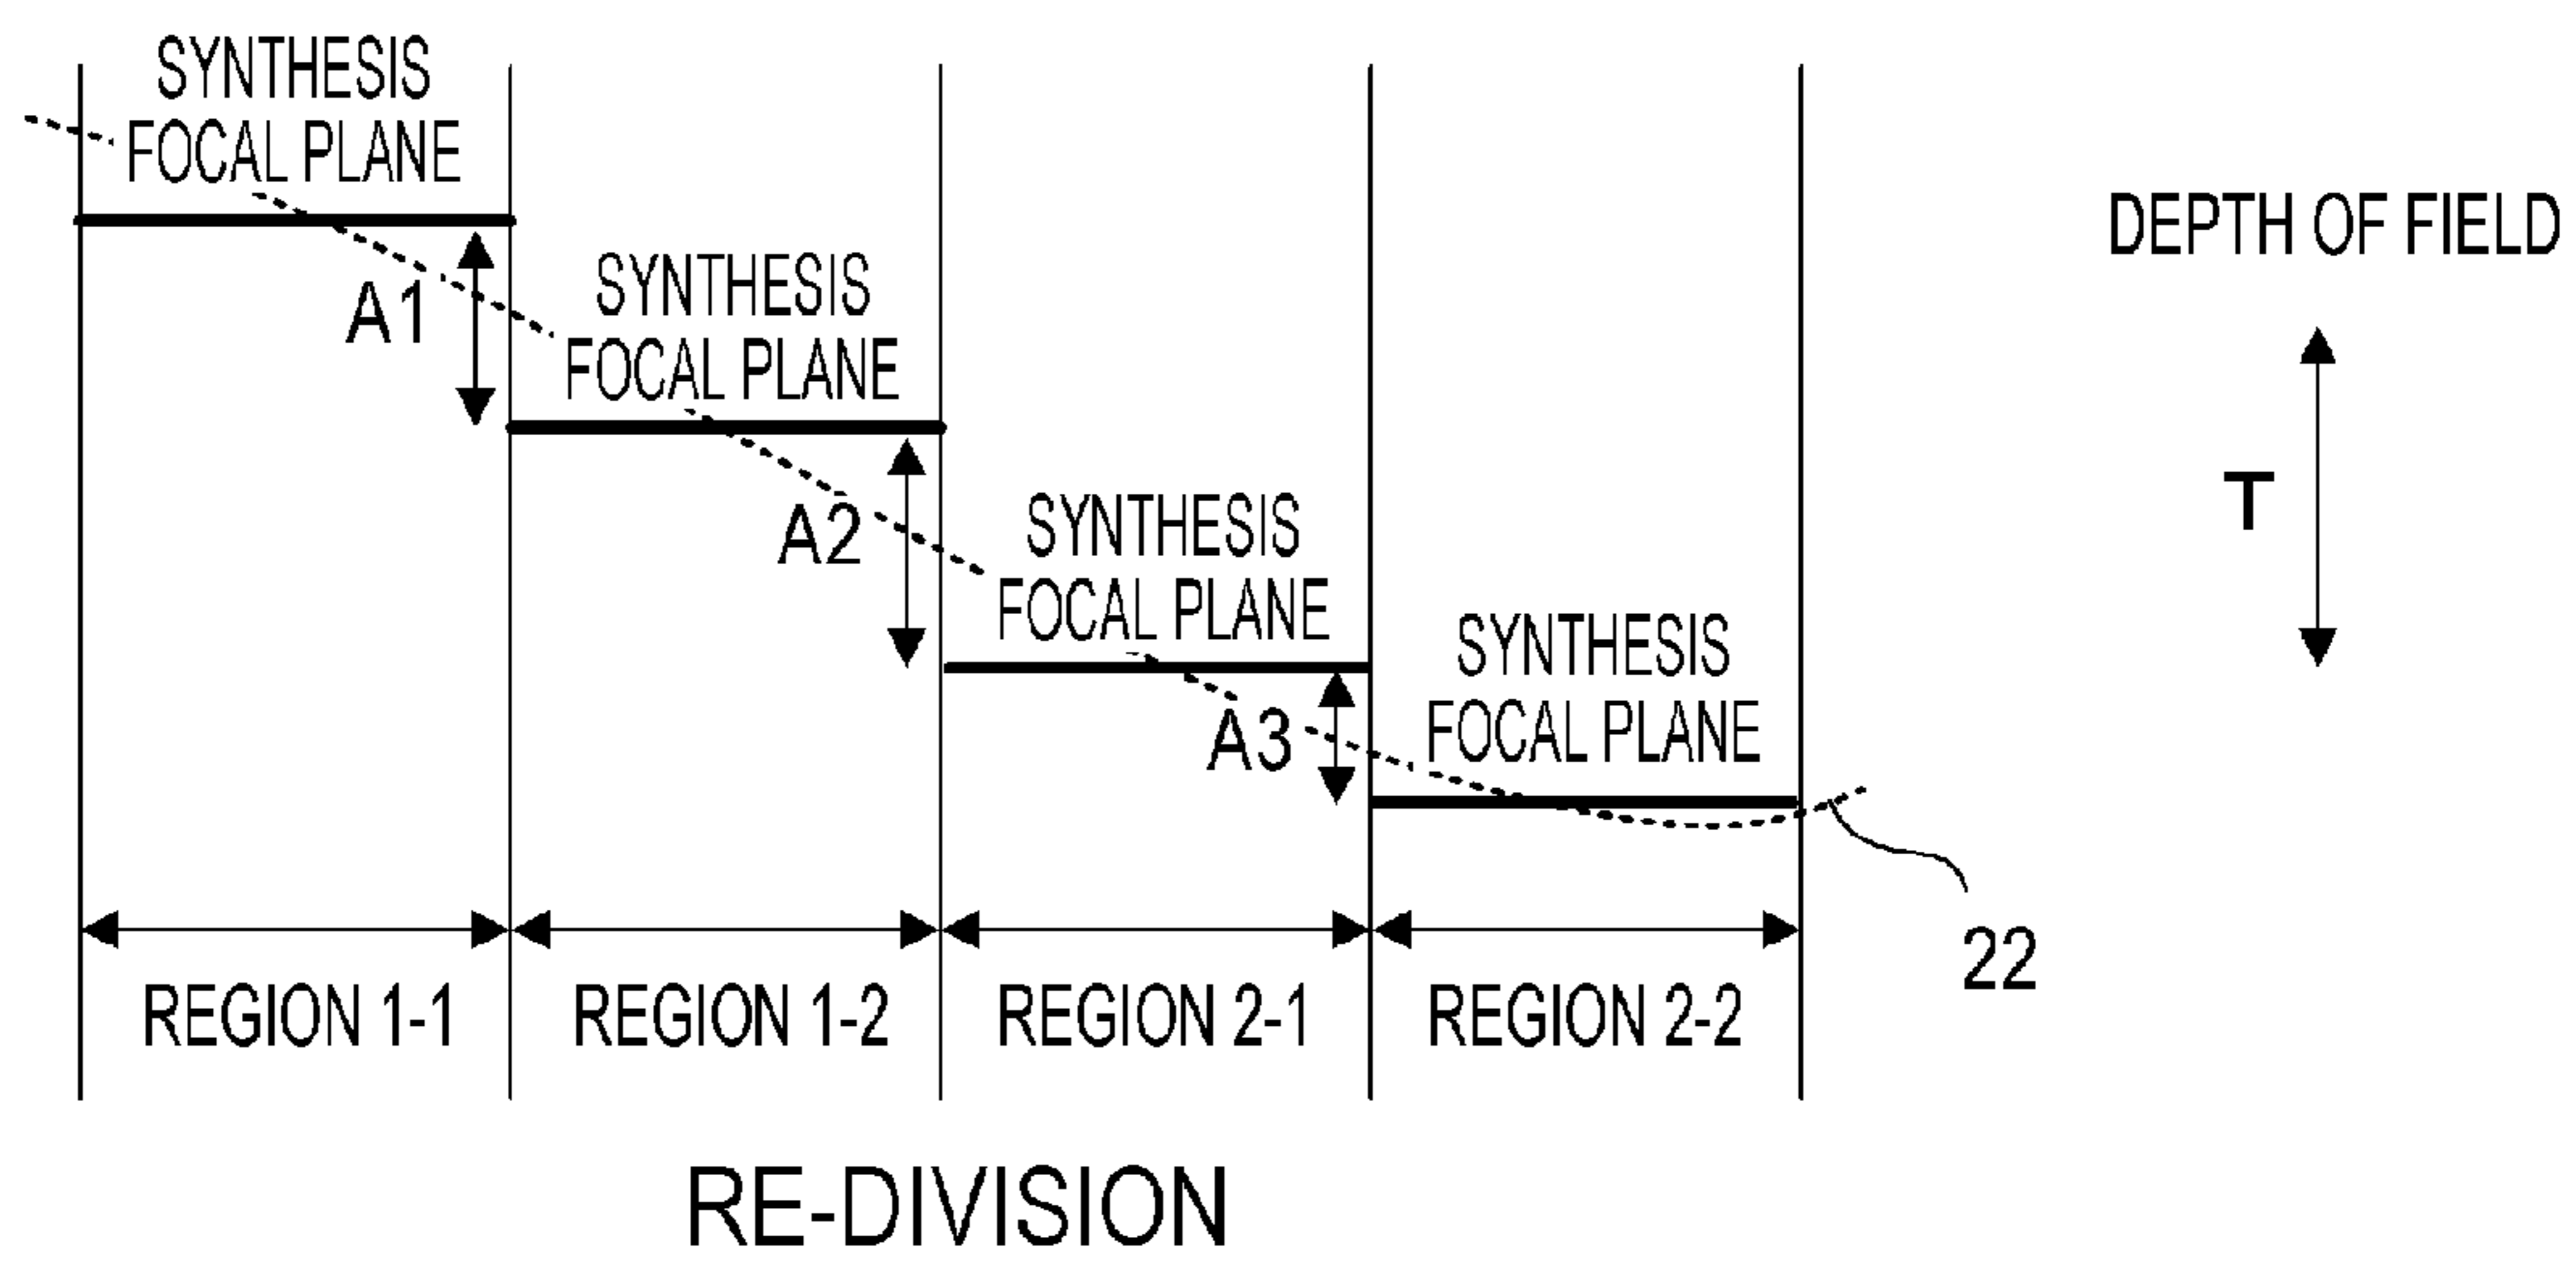 SYNTHESIS
FOCAL PLANE
A1
SYNTHESIS
FOCAL PLANE
A2
SYNTHESIS
FOCAL PLANE
A3
SYNTHESIS
FOCAL PLANE
DEPTH OF FIELD
T
22
REGION 1-1
REGION 1-2
REGION 2-1
REGION 2-2
RE-DIVISION